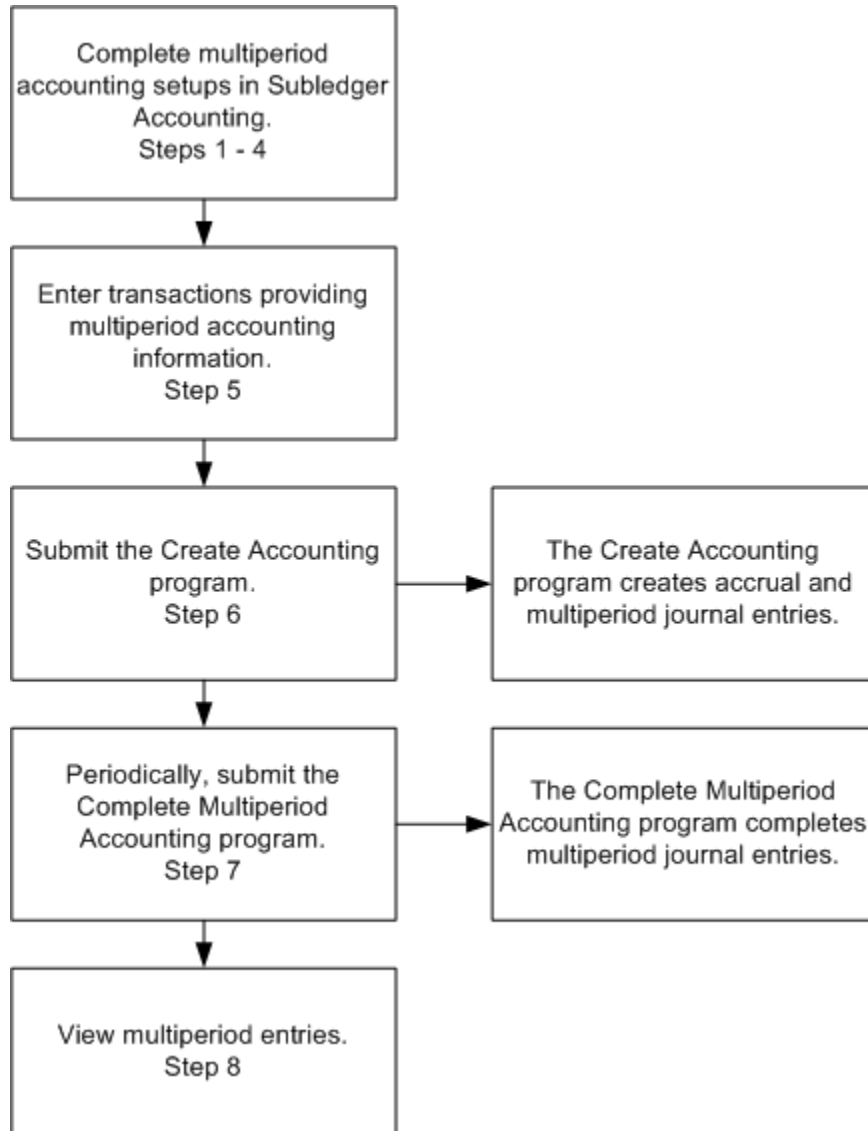 Complete multiperiod
accounting setups in Subledger
Accounting.
Steps 1 - 4
Enter transactions providing
multiperiod accounting
information.
Step 5
Submit the Create Accounting
program.
Step 6
The Create Accounting
program creates accrual and
multiperiod journal entries.
Periodically, submit the
Complete Multiperiod
Accounting program.
Step 7
The Complete Multiperiod
Accounting program completes
multiperiod journal entries.
View multiperiod entries.
Step 8